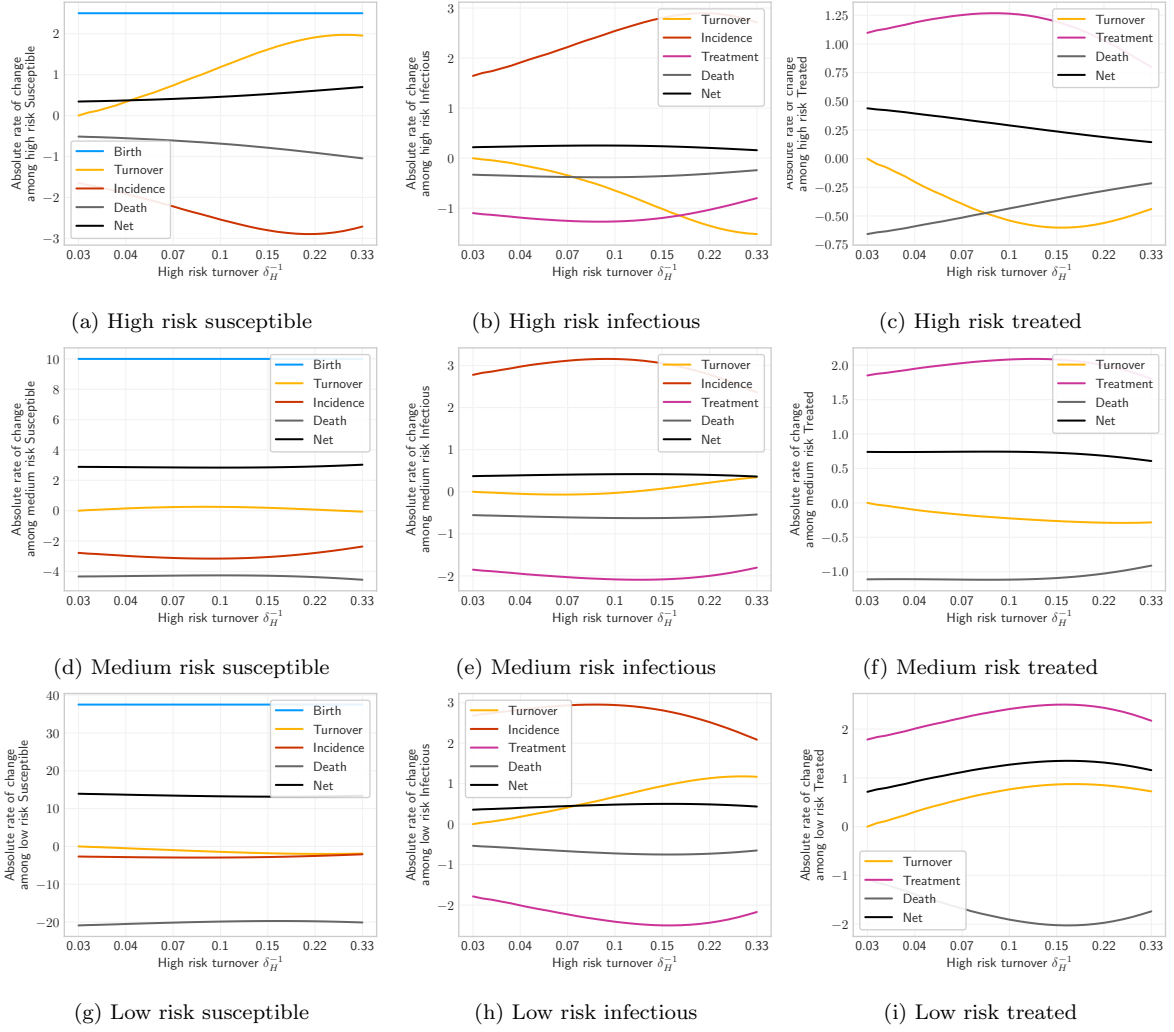 Absolute rate of change
among high risk Susceptible
3
2
1
0
−1
−2
−3
Birth
Turnover
Incidence
Death
Net
0.03 0.04 0.07 0.1 0.15 0.22 0.33
High risk turnover δ_H^{-1}
(a) High risk susceptible
Absolute rate of change
among high risk Infectious
3
2
1
0
−1
Turnover
Incidence
Treatment
Death
Net
0.03 0.04 0.07 0.1 0.15 0.22 0.33
High risk turnover δ_H^{-1}
(b) High risk infectious
Absolute rate of change
among high risk Treated
1.25
1.00
0.75
0.50
0.25
0.00
−0.25
−0.50
−0.75
Turnover
Treatment
Death
Net
0.03 0.04 0.07 0.1 0.15 0.22 0.33
High risk turnover δ_H^{-1}
(c) High risk treated
Absolute rate of change
among medium risk Susceptible
10
8
6
4
2
0
−2
−4
Birth
Turnover
Incidence
Death
Net
0.03 0.04 0.07 0.1 0.15 0.22 0.33
High risk turnover δ_H^{-1}
(d) Medium risk susceptible
Absolute rate of change
among medium risk Infectious
3
2
1
0
−1
−2
Turnover
Incidence
Treatment
Death
Net
0.03 0.04 0.07 0.1 0.15 0.22 0.33
High risk turnover δ_H^{-1}
(e) Medium risk infectious
Absolute rate of change
among medium risk Treated
2.0
1.5
1.0
0.5
0.0
−0.5
−1.0
Turnover
Treatment
Death
Net
0.03 0.04 0.07 0.1 0.15 0.22 0.33
High risk turnover δ_H^{-1}
(f) Medium risk treated
Absolute rate of change
among low risk Susceptible
40
30
20
10
0
−10
−20
Birth
Turnover
Incidence
Death
Net
0.03 0.04 0.07 0.1 0.15 0.22 0.33
High risk turnover δ_H^{-1}
(g) Low risk susceptible
Absolute rate of change
among low risk Infectious
3
2
1
0
−1
−2
Turnover
Incidence
Treatment
Death
Net
0.03 0.04 0.07 0.1 0.15 0.22 0.33
High risk turnover δ_H^{-1}
(h) Low risk infectious
Absolute rate of change
among low risk Treated
2
1
0
−1
−2
Turnover
Treatment
Death
Net
0.03 0.04 0.07 0.1 0.15 0.22 0.33
High risk turnover δ_H^{-1}
(i) Low risk treated